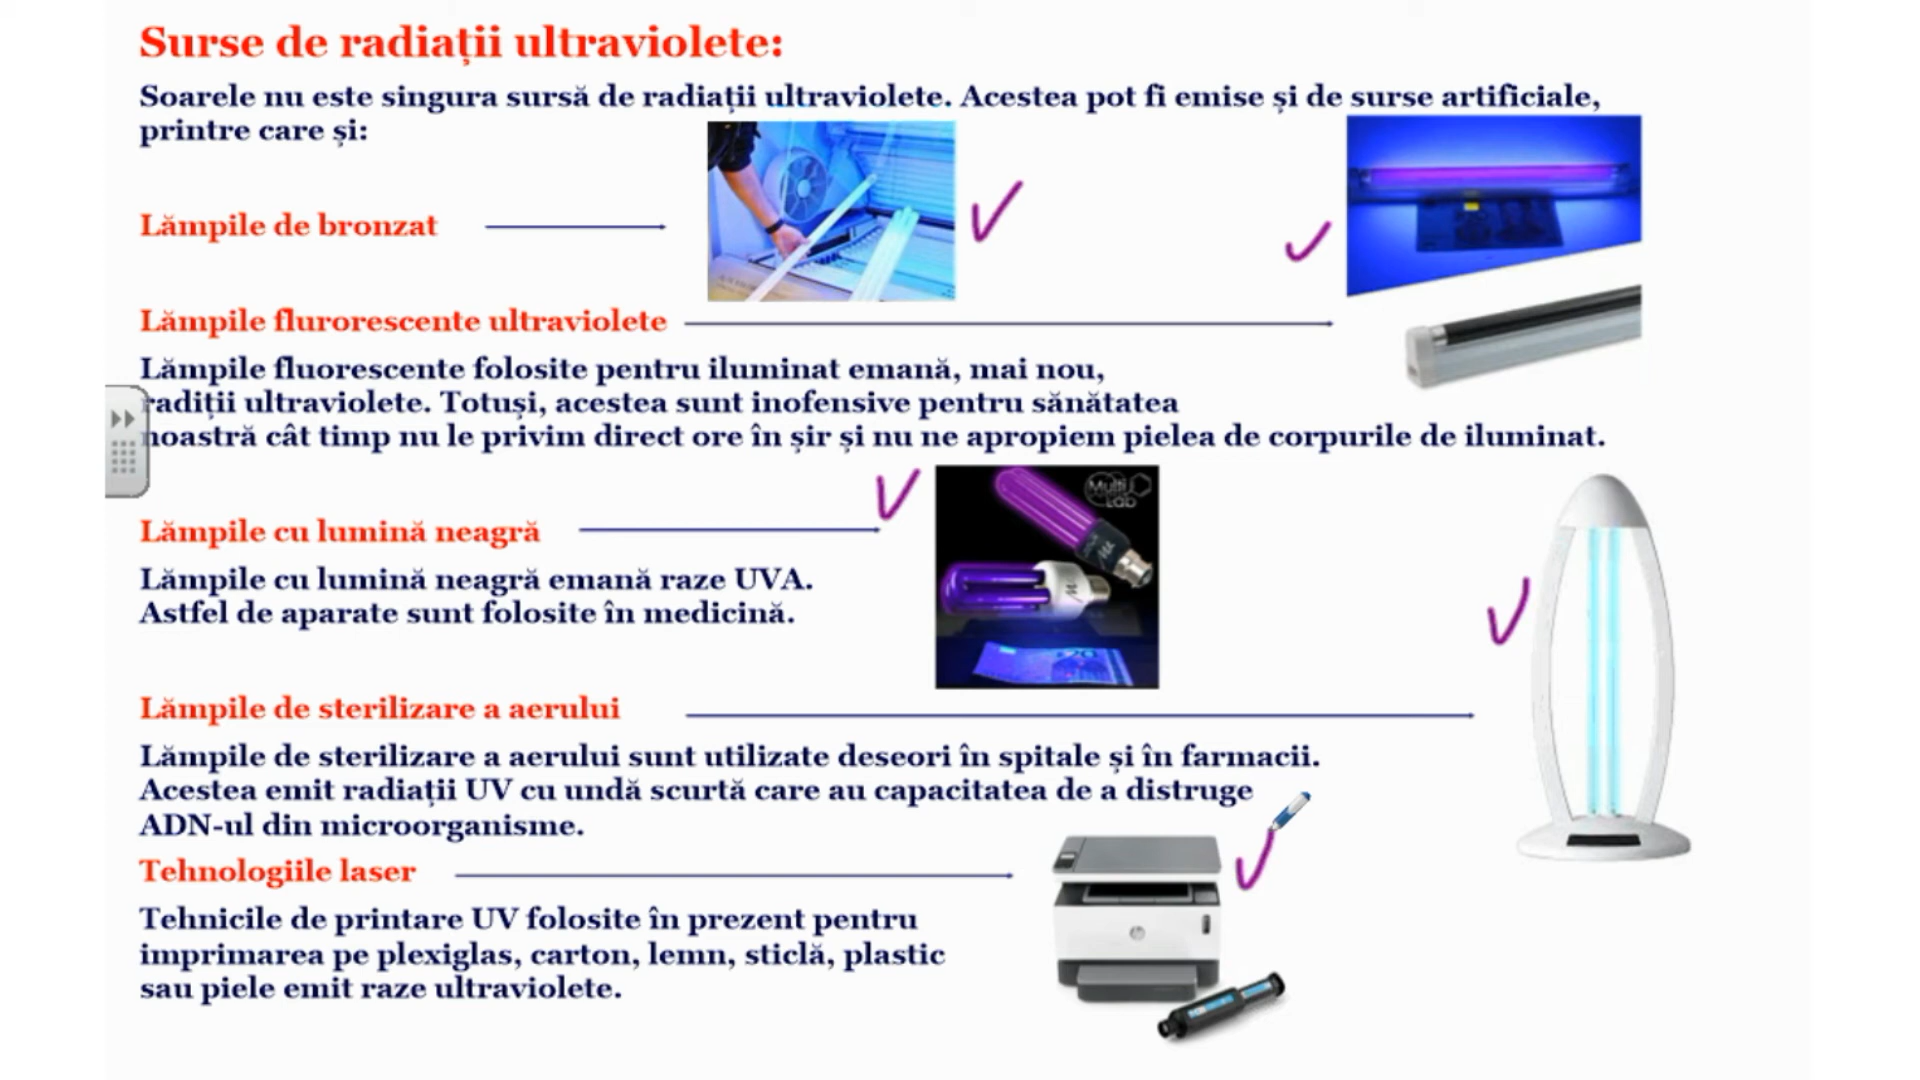 Surse de radiații ultraviolete:
Soarele nu este singura sursă de radiații ultraviolete. Acestea pot fi emise și de surse artificiale,
printre care și:
Lămpile de bronzat
Lămpile flurorescente ultraviolete
Lămpile fluorescente folosite pentru iluminat emană, mai nou,
radiții ultraviolete. Totuși, acestea sunt inofensive pentru sănătatea
noastră cât timp nu le privim direct ore în șir și nu ne apropiem pielea de corpurile de iluminat.
Multi
Lab
Lămpile cu lumină neagră
Lămpile cu lumină neagră emană raze UVA.
Astfel de aparate sunt folosite în medicină.
20
Lămpile de sterilizare a aerului
Lămpile de sterilizare a aerului sunt utilizate deseori în spitale și în farmacii.
Acestea emit radiații UV cu undă scurtă care au capacitatea de a distruge
ADN-ul din microorganisme.
Tehnologiile laser
Tehnicile de printare UV folosite în prezent pentru
imprimarea pe plexiglas, carton, lemn, sticlă, plastic
sau piele emit raze ultraviolete.
hp